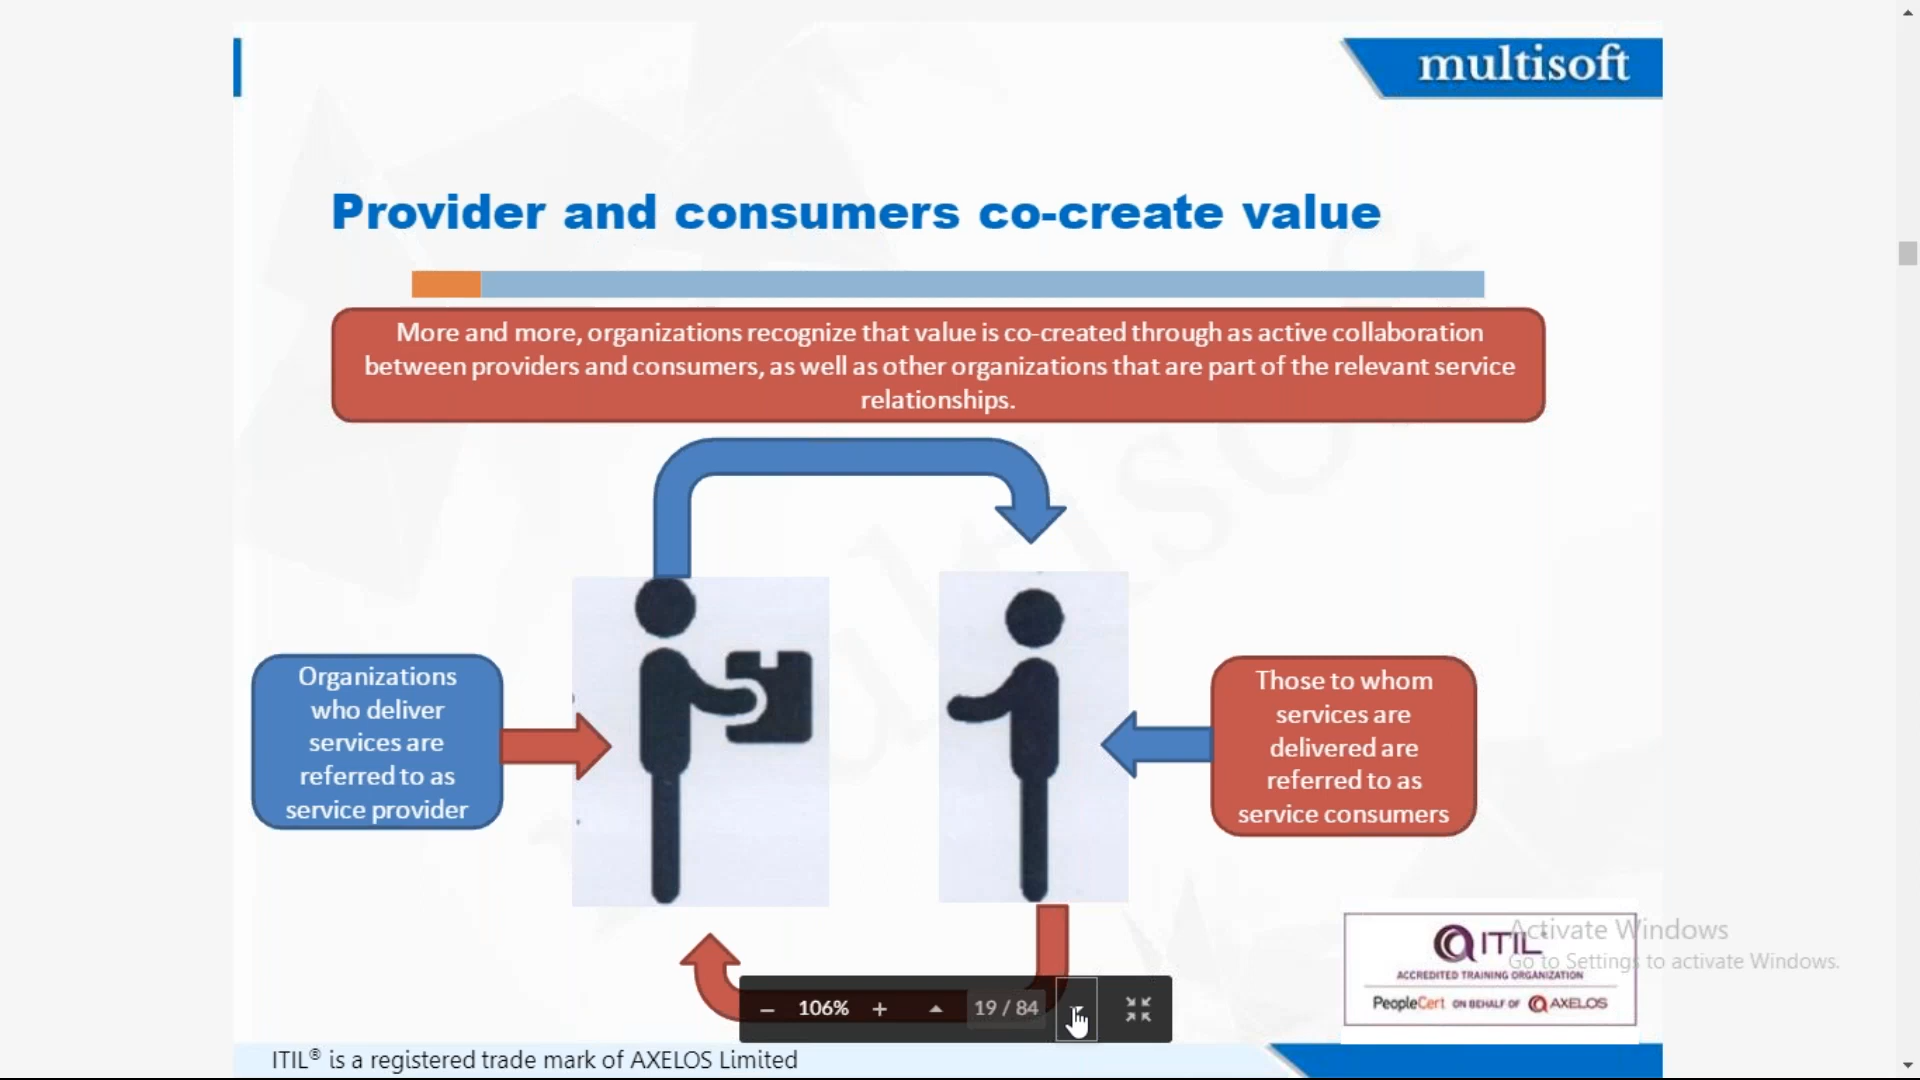 multisoft
Provider and consumers co-create value
More and more, organizations recognize that value is co-created through as active collaboration
between providers and consumers, as well as other organizations that are part of the relevant service
relationships.
Organizations
who deliver
services are
referred to as
service provider
Those to whom
services are
delivered are
referred to as
service consumers
ITIL
ACCREDITED TRAINING ORGANIZATION
PeopleCert ON BEHALF OF AXELOS
Activate Windows
Go to Settings to activate Windows.
106%
19 / 84
ITIL® is a registered trade mark of AXELOS Limited